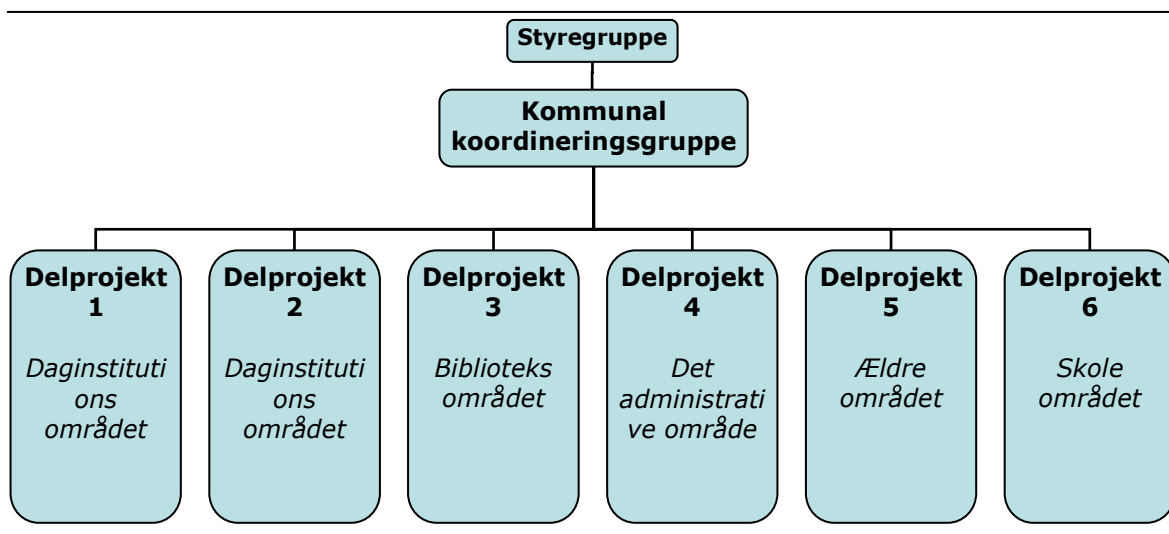 Styregruppe
Kommunal
koordineringsgruppe
Delprojekt
1
Daginstituti
ons
området
Delprojekt
2
Daginstituti
ons
området
Delprojekt
3
Biblioteks
området
Delprojekt
4
Det
administrati
ve område
Delprojekt
5
Ældre
området
Delprojekt
6
Skole
området